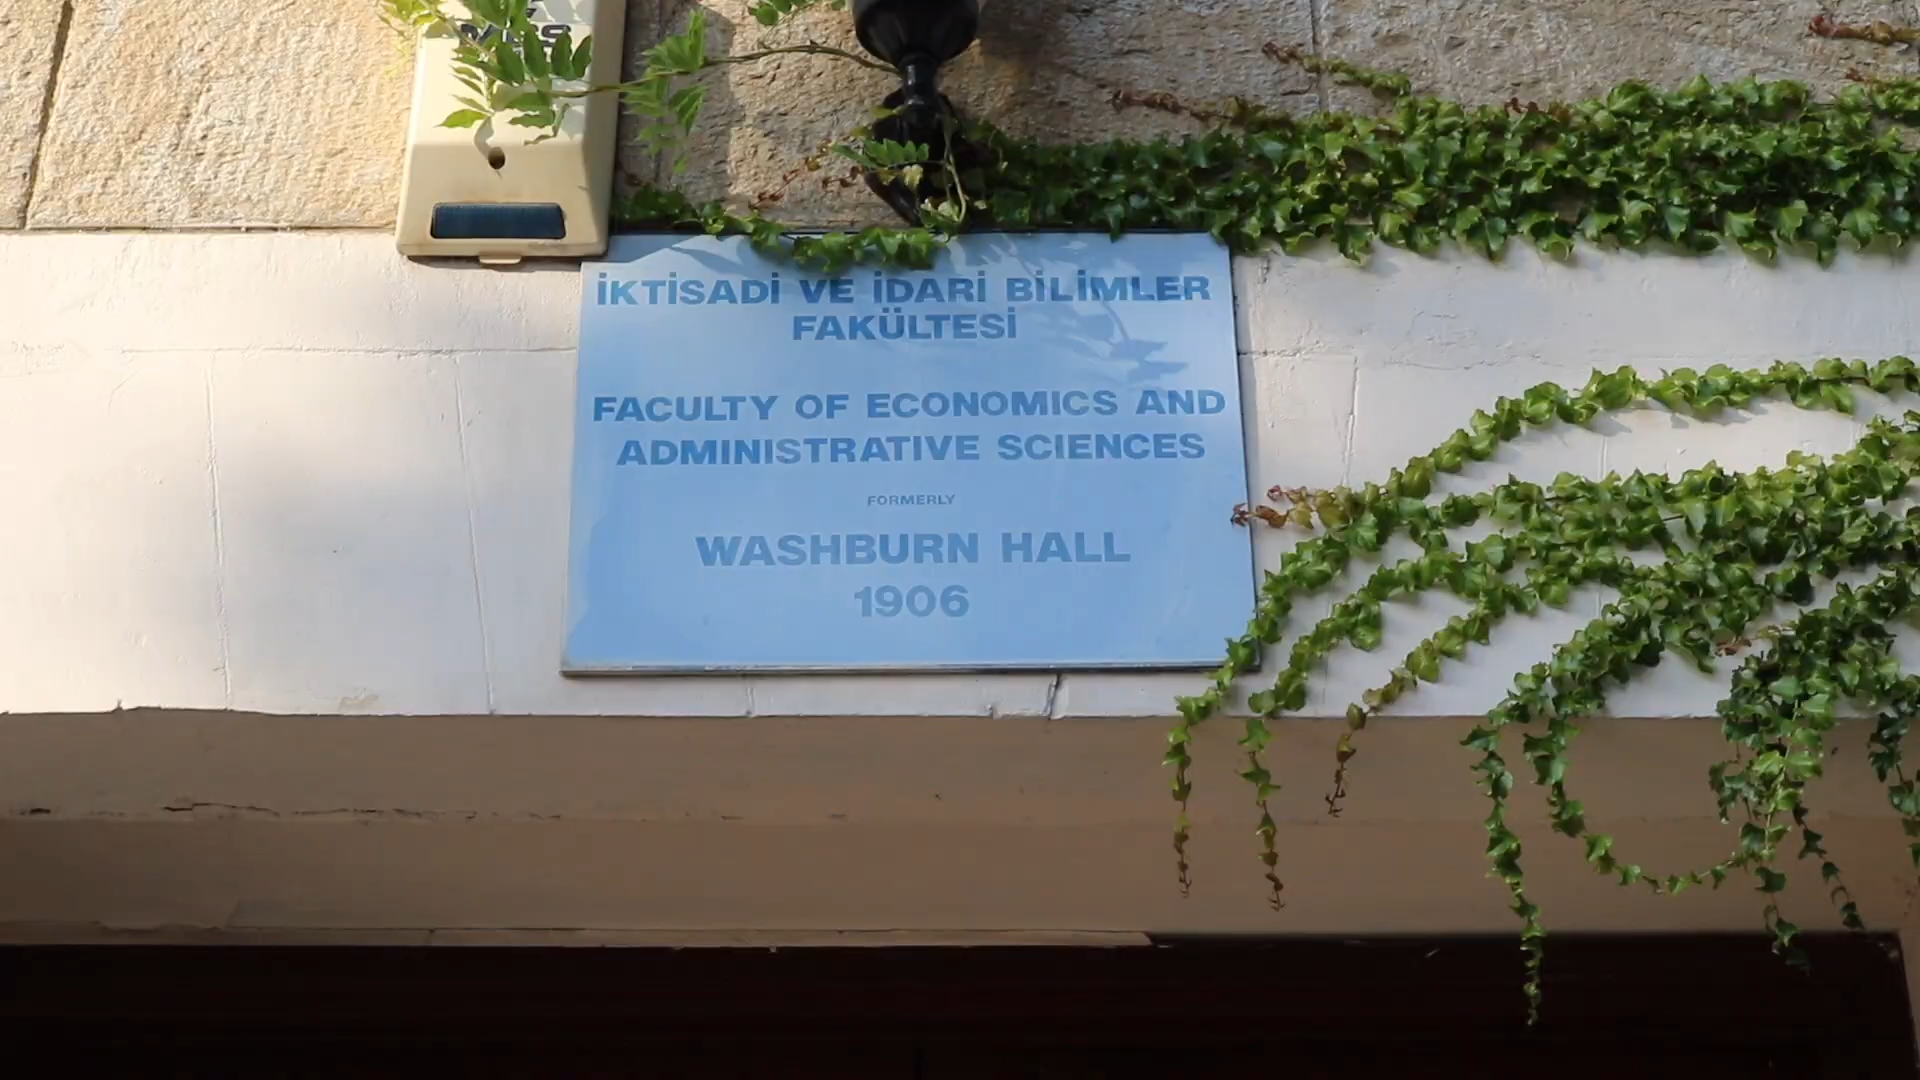 İKTİSADİ VE İDARİ BİLİMLER
FAKÜLTESİ
FACULTY OF ECONOMICS AND
ADMINISTRATIVE SCIENCES
FORMERLY
WASHBURN HALL
1906